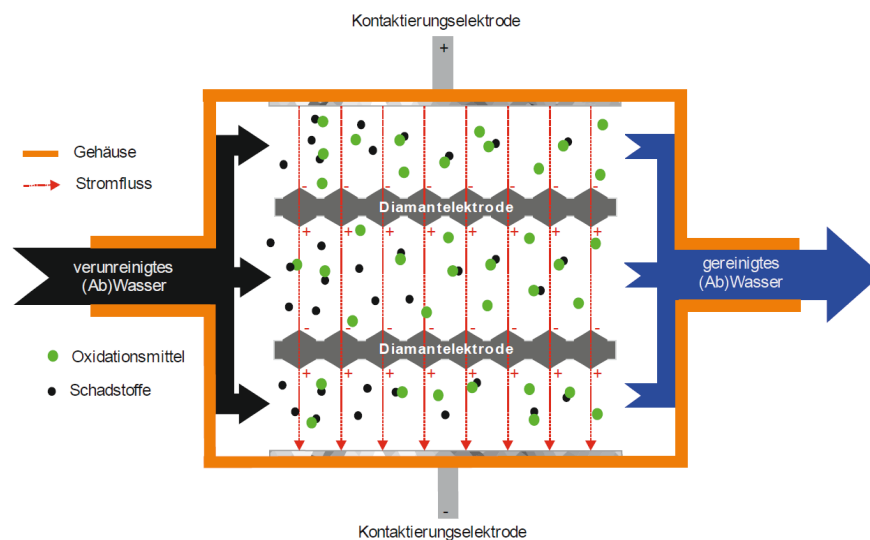 Kontaktierungselektrode
+
Gehäuse
Stromfluss
- - - - - - - -
Diamantelektrode
+ + + + + + + +
verunreinigtes
(Ab)Wasser
gereinigtes
(Ab)Wasser
- - - - - - - -
Diamantelektrode
+ + + + + + + +
Oxidationsmittel
Schadstoffe
-
Kontaktierungselektrode